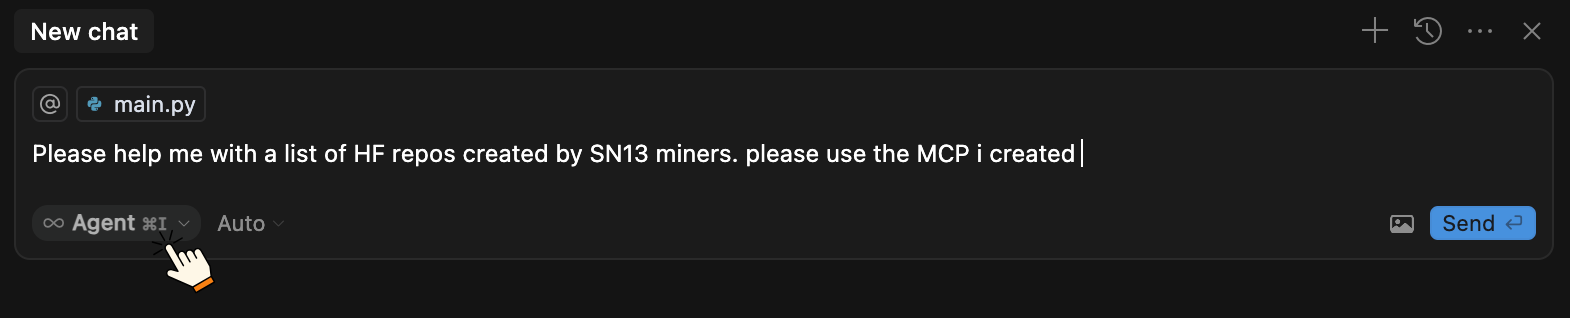 New chat
@ main.py
Please help me with a list of HF repos created by SN13 miners. please use the MCP i created
Agent ⌘I Auto Send